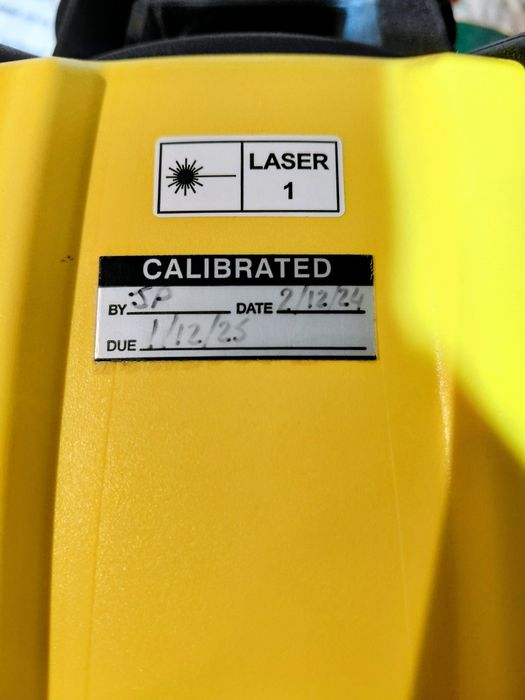 LASER
1
CALIBRATED
BY SP DATE 2/12/24
DUE 1/12/25